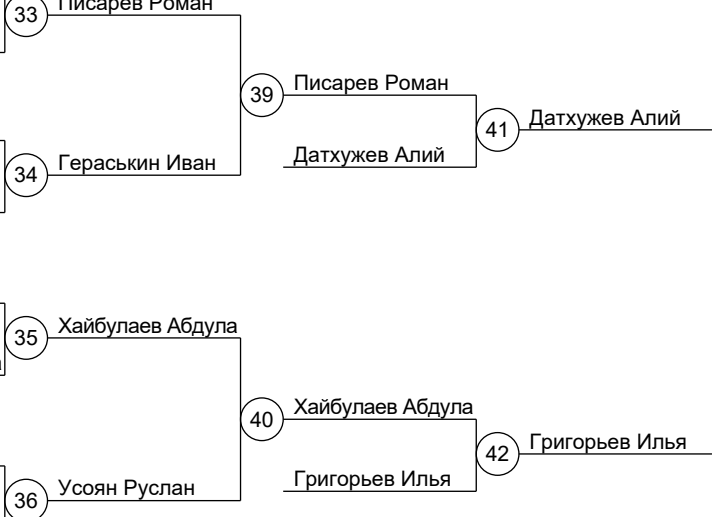 33
Писарев Роман
39
Писарев Роман
41
Датхужев Алий
Датхужев Алий
34
Гераськин Иван
35
Хайбулаев Абдула
40
Хайбулаев Абдула
42
Григорьев Илья
Григорьев Илья
36
Усоян Руслан